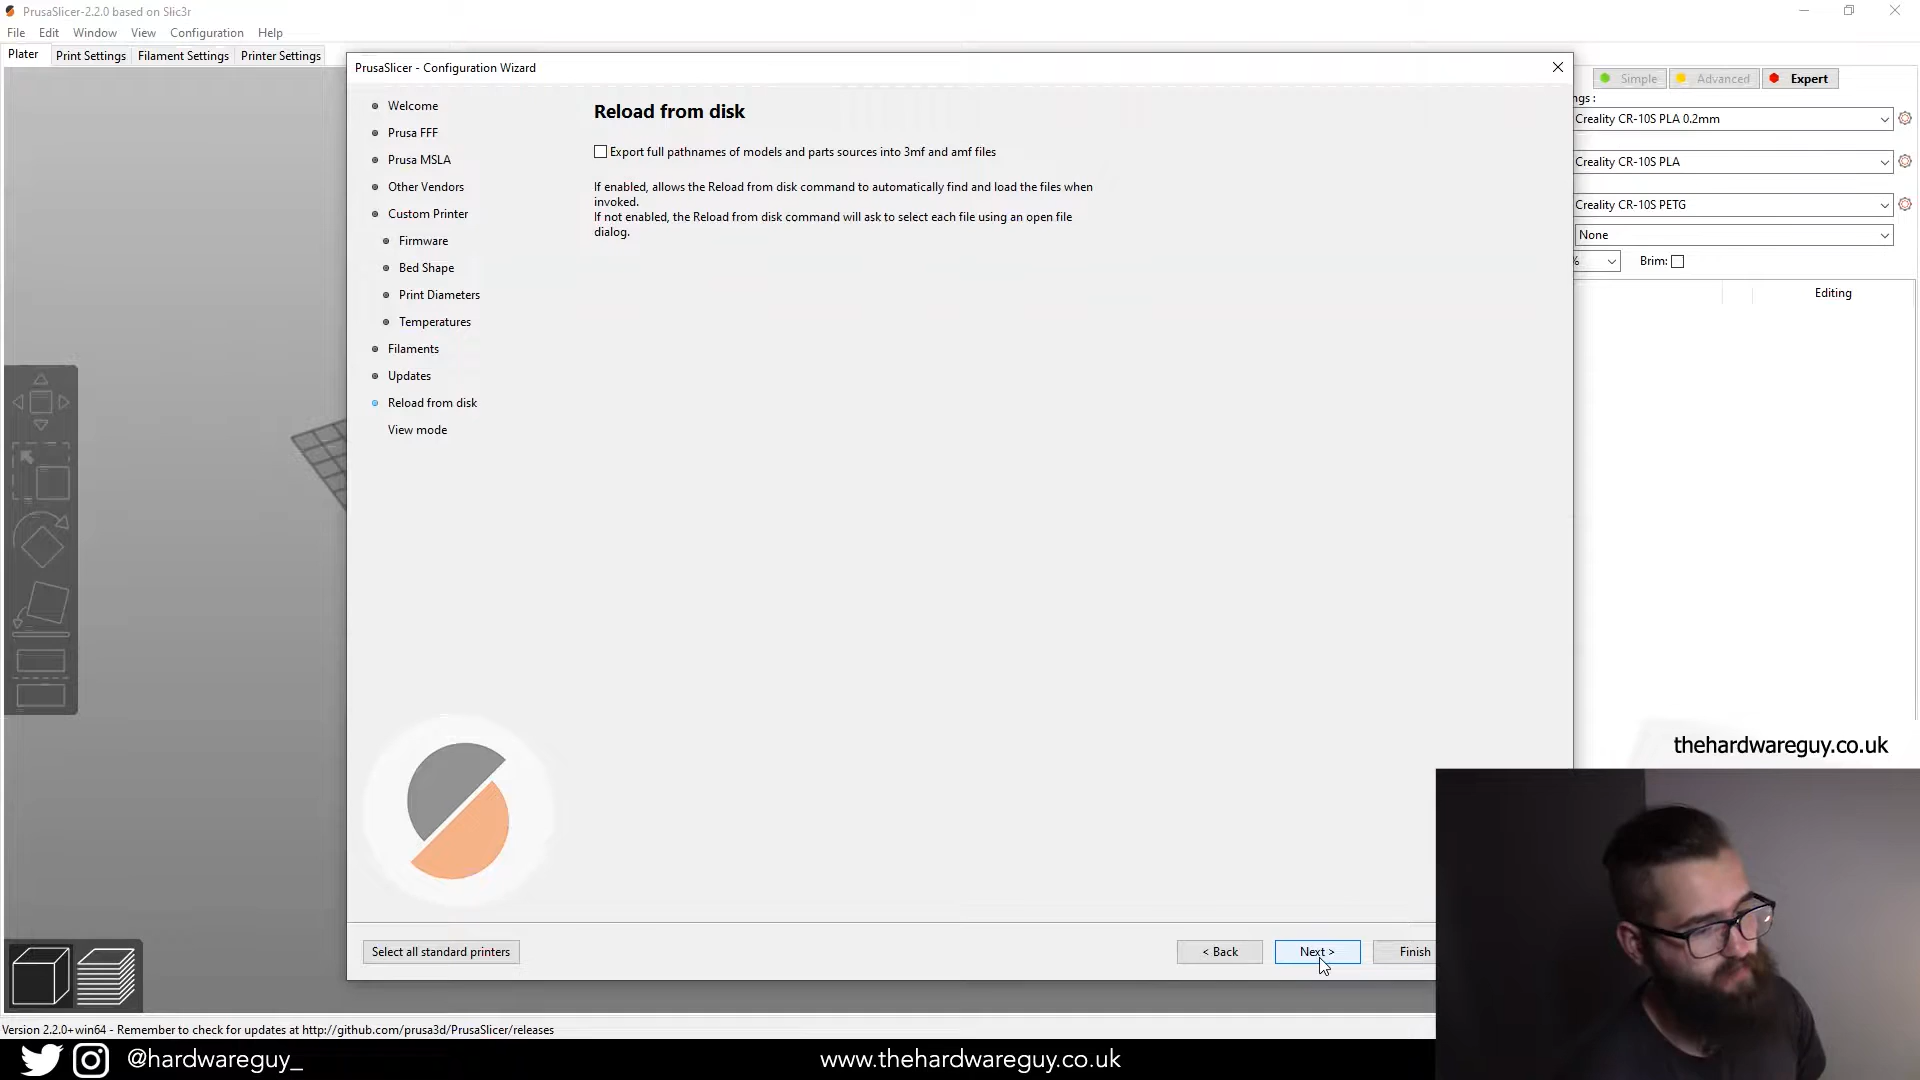 PrusaSlicer-2.2.0 based on Slic3r
File Edit Window View Configuration Help
Plater Print Settings Filament Settings Printer Settings
PrusaSlicer - Configuration Wizard
Welcome
Prusa FFF
Prusa MSLA
Other Vendors
Custom Printer
Firmware
Bed Shape
Print Diameters
Temperatures
Filaments
Updates
Reload from disk
View mode
Reload from disk
Export full pathnames of models and parts sources into 3mf and amf files
If enabled, allows the Reload from disk command to automatically find and load the files when
invoked.
If not enabled, the Reload from disk command will ask to select each file using an open file
dialog.
Simple Advanced Expert
ngs :
Creality CR-10S PLA 0.2mm
Creality CR-10S PLA
Creality CR-10S PETG
None
% Brim:
Editing
thehardwareguy.co.uk
Select all standard printers < Back Next > Finish
Version 2.2.0+win64 - Remember to check for updates at http://github.com/prusa3d/PrusaSlicer/releases
@hardwareguy_ www.thehardwareguy.co.uk